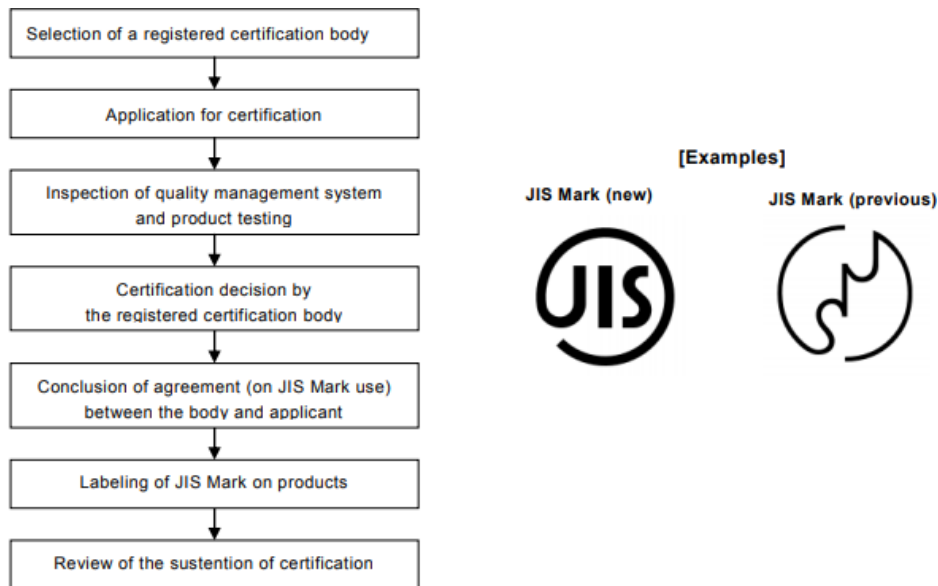 Selection of a registered certification body
Application for certification
Inspection of quality management system
and product testing
Certification decision by
the registered certification body
Conclusion of agreement (on JIS Mark use)
between the body and applicant
Labeling of JIS Mark on products
Review of the sustention of certification
[Examples]
JIS Mark (new)
JIS Mark (previous)
JIS